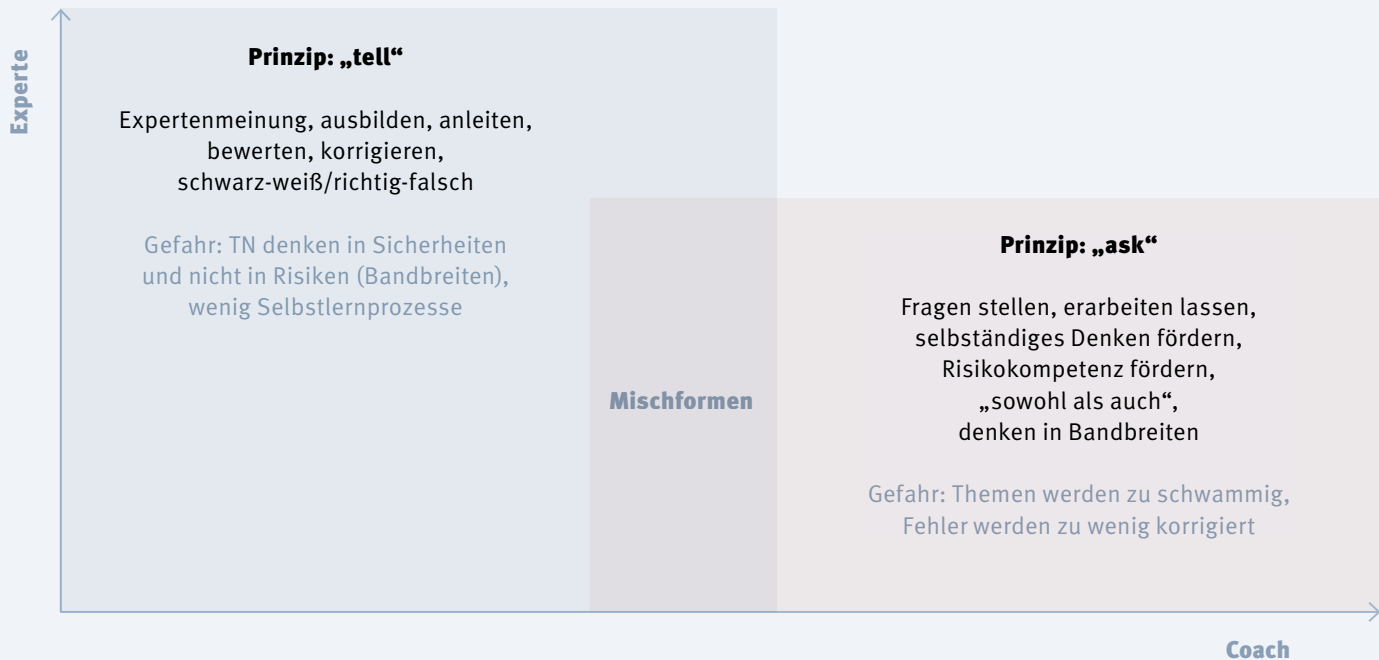 Experte
Prinzip: „tell“
Expertenmeinung, ausbilden, anleiten,
bewerten, korrigieren,
schwarz-weiß/richtig-falsch
Gefahr: TN denken in Sicherheiten
und nicht in Risiken (Bandbreiten),
wenig Selbstlernprozesse
Mischformen
Prinzip: „ask“
Fragen stellen, erarbeiten lassen,
selbständiges Denken fördern,
Risikokompetenz fördern,
„sowohl als auch“,
denken in Bandbreiten
Gefahr: Themen werden zu schwammig,
Fehler werden zu wenig korrigiert
Coach